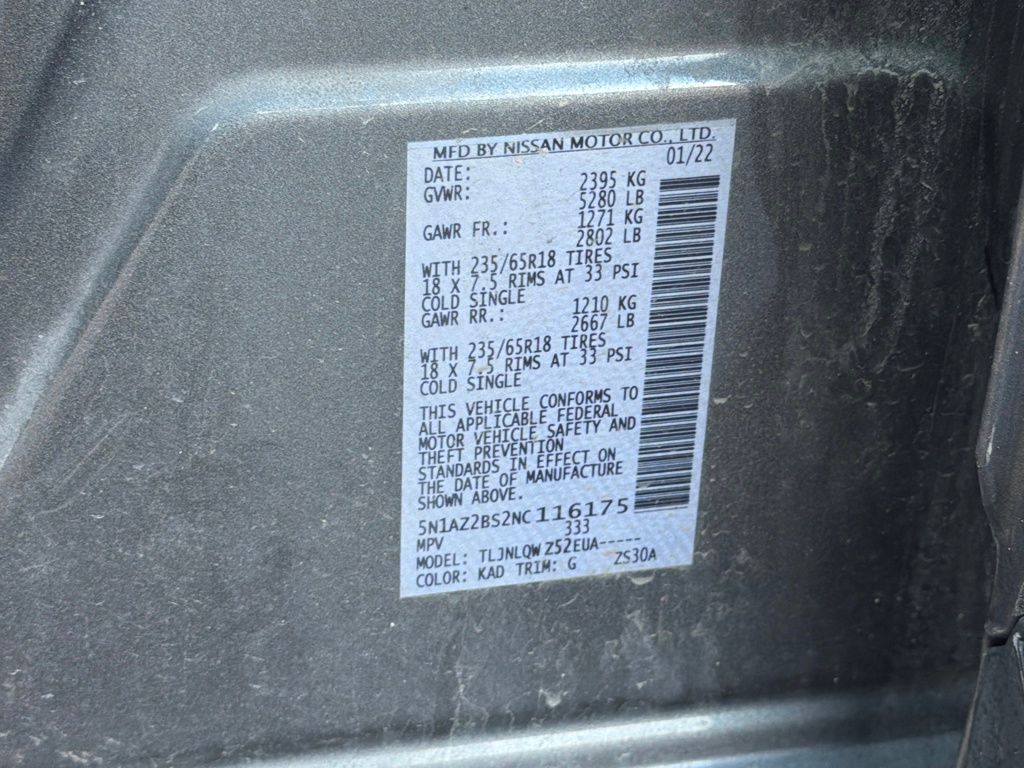 MFD BY NISSAN MOTOR CO., LTD.
DATE: 01/22
GVWR: 2395 KG
5280 LB
GAWR FR.: 1271 KG
2802 LB
WITH 235/65R18 TIRES
18 X 7.5 RIMS AT 33 PSI
COLD SINGLE
GAWR RR.: 1210 KG
2667 LB
WITH 235/65R18 TIRES
18 X 7.5 RIMS AT 33 PSI
COLD SINGLE
THIS VEHICLE CONFORMS TO
ALL APPLICABLE FEDERAL
MOTOR VEHICLE SAFETY AND
THEFT PREVENTION
STANDARDS IN EFFECT ON
THE DATE OF MANUFACTURE
SHOWN ABOVE.
5N1AZ2BS2NC116175
MPV 333
MODEL: TLJNLQW Z52EUA-----
COLOR: KAD TRIM: G ZS30A